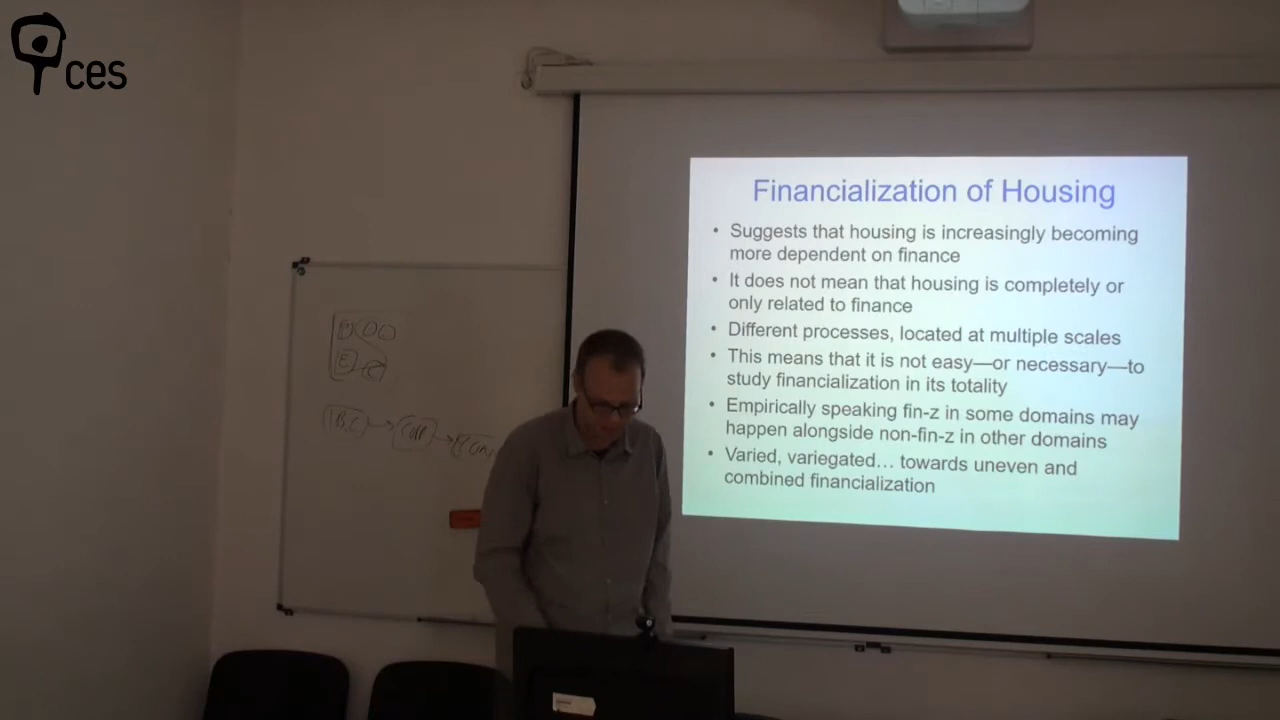 ces
Financialization of Housing
• Suggests that housing is increasingly becoming
more dependent on finance
• It does not mean that housing is completely or
only related to finance
• Different processes, located at multiple scales
• This means that it is not easy—or necessary—to
study financialization in its totality
• Empirically speaking fin-z in some domains may
happen alongside non-fin-z in other domains
• Varied, variegated… towards uneven and
combined financialization